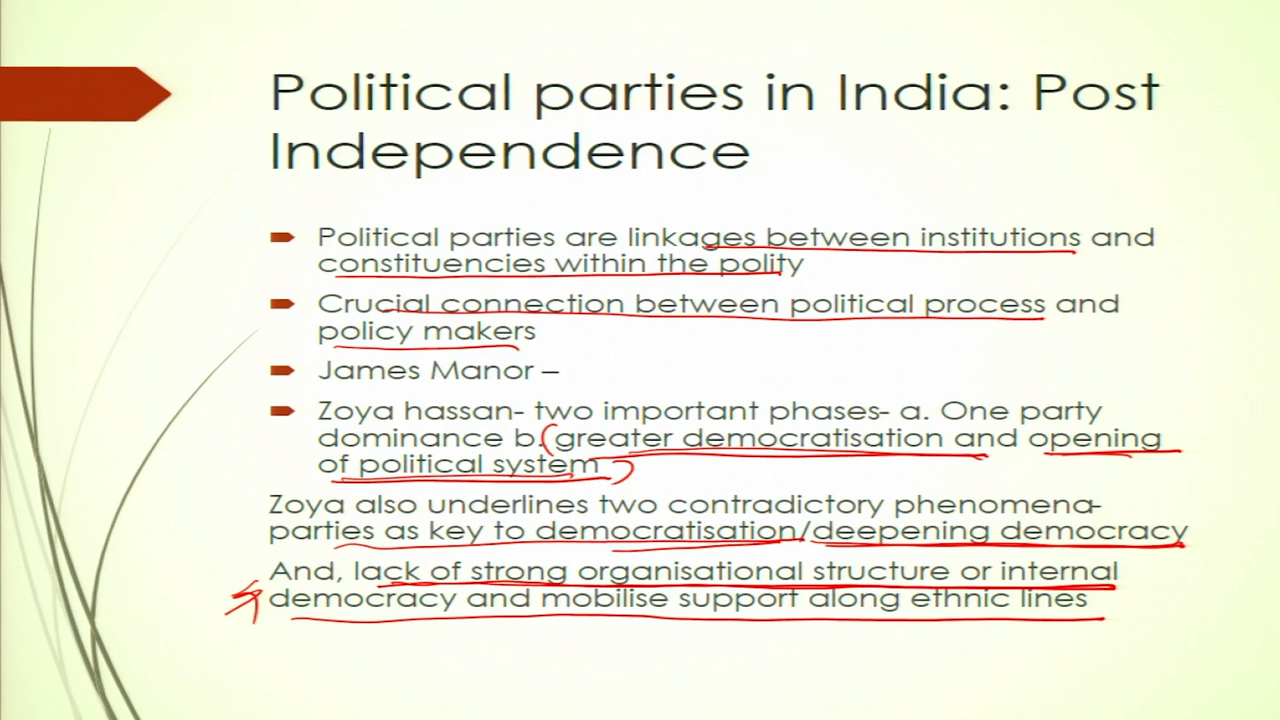 Political parties in India: Post
Independence
Political parties are linkages between institutions and
constituencies within the polity
Crucial connection between political process and
policy makers
James Manor –
Zoya hassan- two important phases- a. One party
dominance b. greater democratisation and opening
of political system
Zoya also underlines two contradictory phenomena-
parties as key to democratisation/deepening democracy
And, lack of strong organisational structure or internal
democracy and mobilise support along ethnic lines